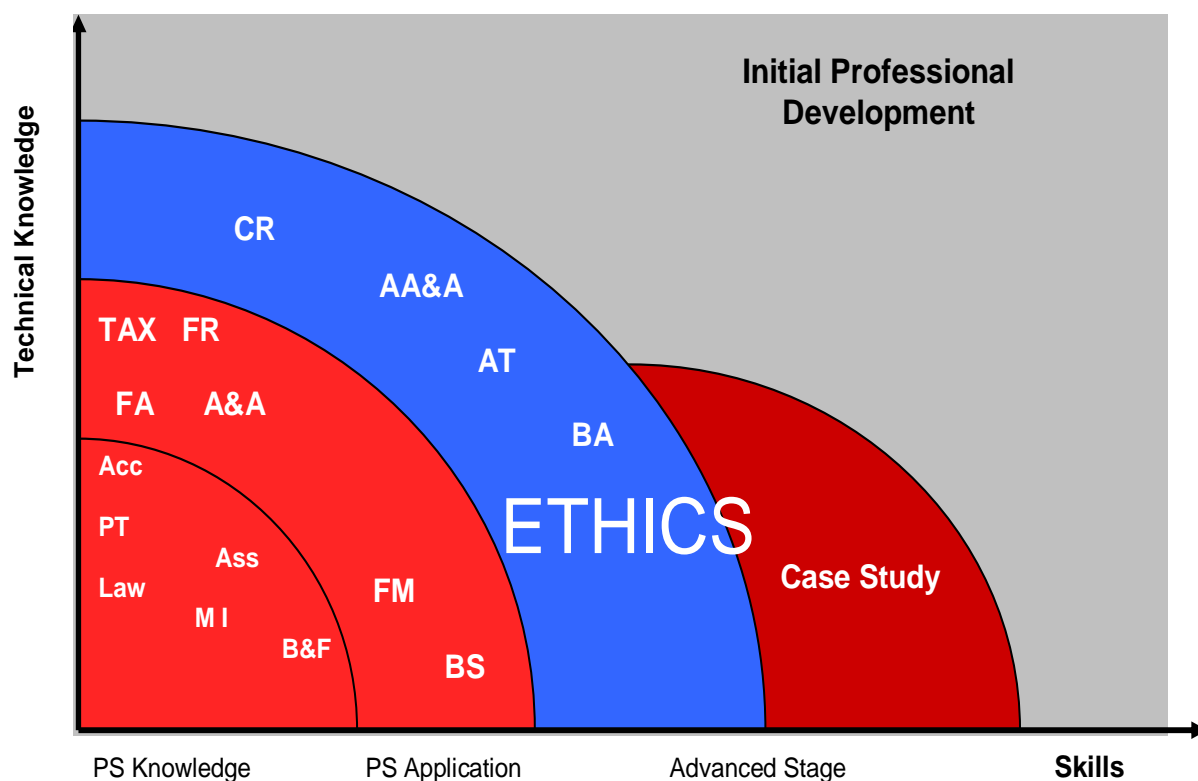 Initial Professional
Development
Technical Knowledge
CR
AA&A
TAX FR
AT
FA A&A
BA
Acc
ETHICS
PT
Ass
Case Study
Law
FM
M I
B&F
BS
PS Knowledge PS Application Advanced Stage Skills